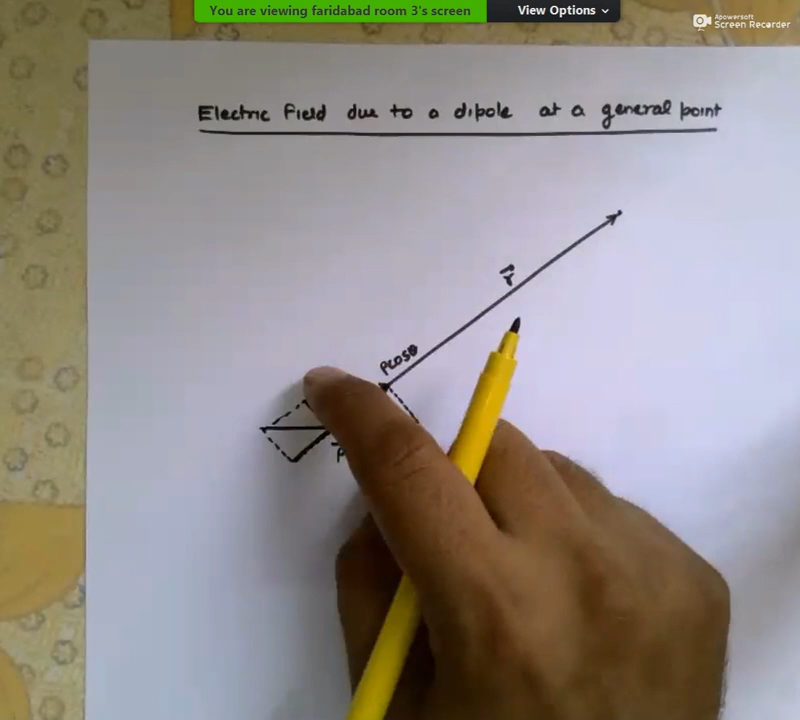 You are viewing faridabad room 3's screen
View Options
Apowersoft
Screen Recorder
Electric field due to a dipole at a general point
r⃗
pcosθ